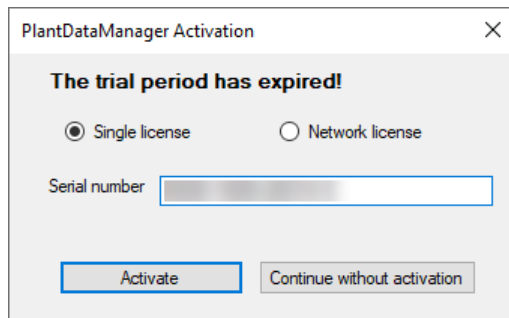 PlantDataManager Activation
The trial period has expired!
Single license Network license
Serial number
Activate Continue without activation